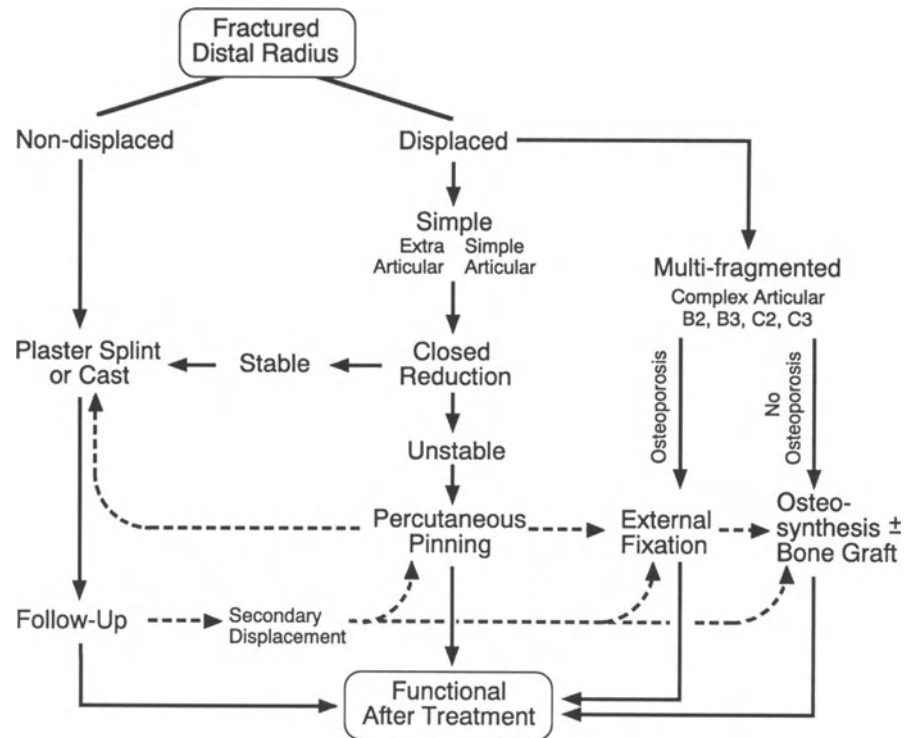 Fractured
Distal Radius
Non-displaced
Displaced
Simple
Extra Simple
Articular Articular
Multi-fragmented
Complex Articular
B2, B3, C2, C3
Plaster Splint
or Cast
Stable
Closed
Reduction
Osteoporosis
No
Osteoporosis
Unstable
Percutaneous
Pinning
External
Fixation
Osteo-
synthesis ±
Bone Graft
Follow-Up
Secondary
Displacement
Functional
After Treatment